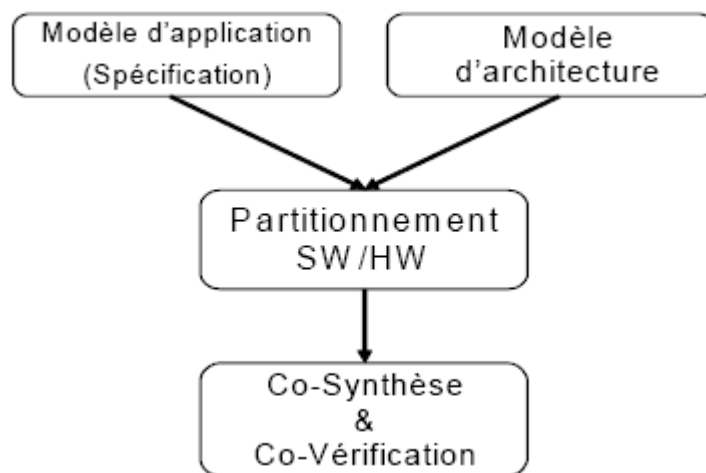 Modèle d'application
(Spécification)
Modèle
d'architecture
Partitionnement
SW/HW
Co-Synthèse
&
Co-Vérification